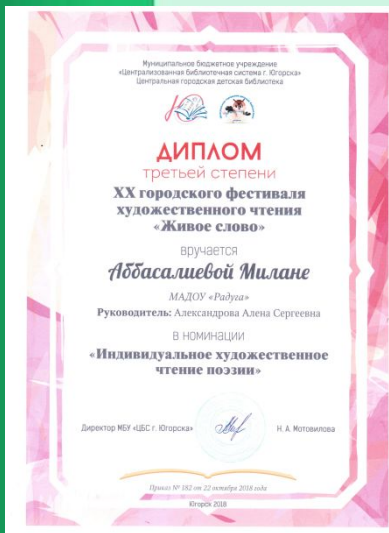 Муниципальное бюджетное учреждение
«Централизованная библиотечная система г. Югорска»
Центральная городская детская библиотека
ДИПЛОМ
третьей степени
XX городского фестиваля
художественного чтения
«Живое слово»
вручается
Аббасалиевой Милане
МАДОУ «Радуга»
Руководитель: Александрова Алена Сергеевна
в номинации
«Индивидуальное художественное
чтение поэзии»
Директор МБУ «ЦБС г. Югорска» Н. А. Мотовилова
Приказ № 182 от 22 октября 2018 года
Югорск 2018